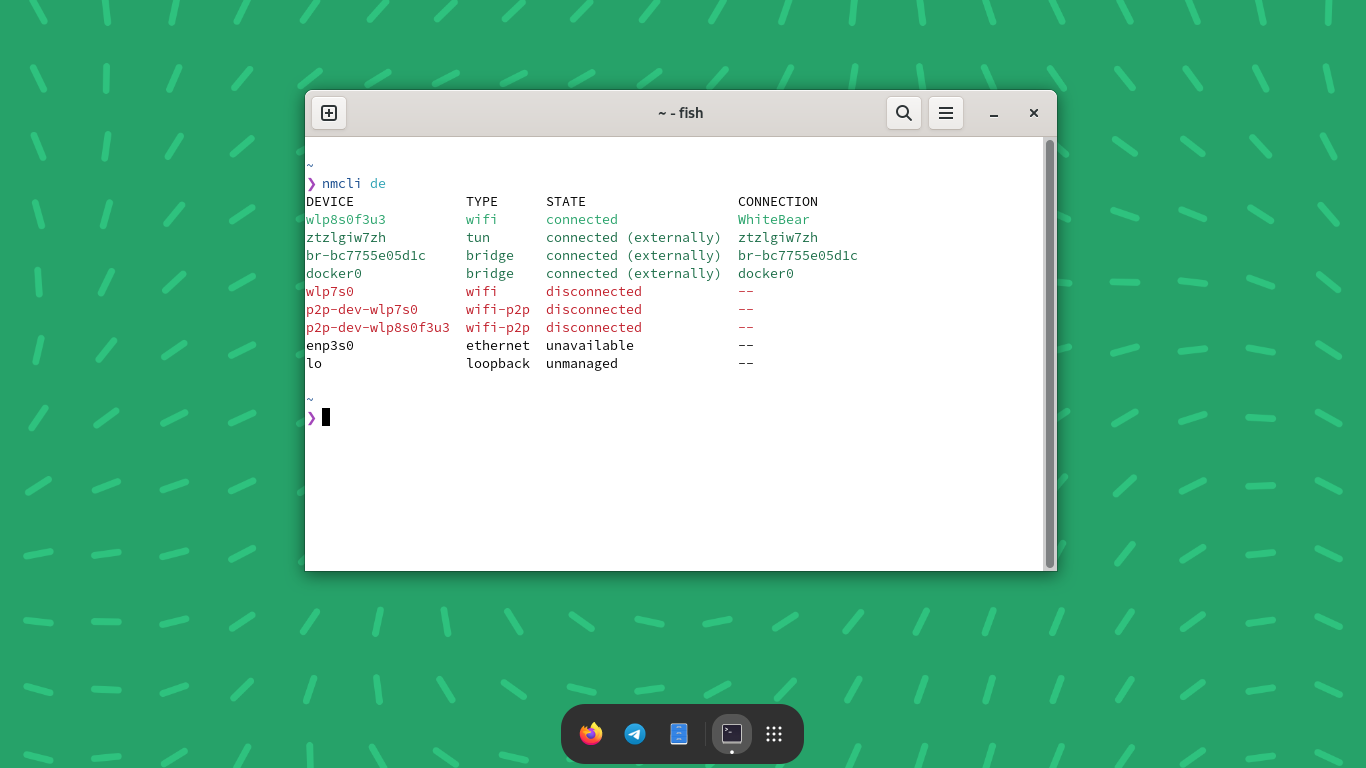 ~ - fish
~
❯ nmcli de
DEVICE              TYPE      STATE                   CONNECTION
wlp8s0f3u3          wifi      connected               WhiteBear
ztzlgiw7zh          tun       connected (externally)  ztzlgiw7zh
br-bc7755e05d1c     bridge    connected (externally)  br-bc7755e05d1c
docker0             bridge    connected (externally)  docker0
wlp7s0              wifi      disconnected            --
p2p-dev-wlp7s0      wifi-p2p  disconnected            --
p2p-dev-wlp8s0f3u3  wifi-p2p  disconnected            --
enp3s0              ethernet  unavailable             --
lo                  loopback  unmanaged               --
~
❯